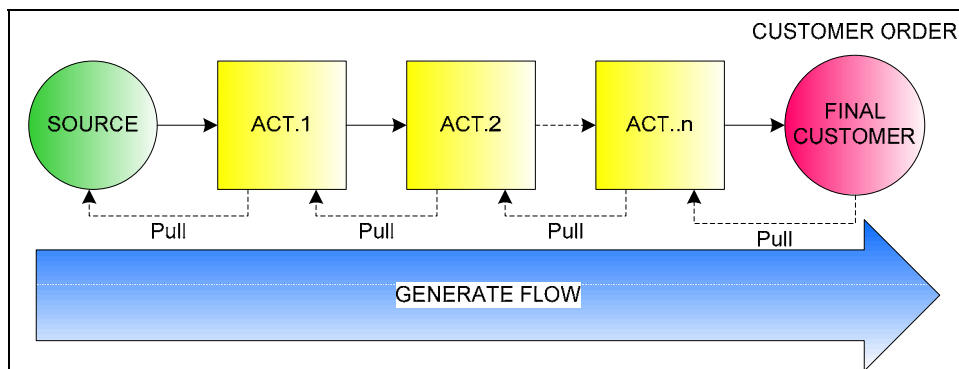 CUSTOMER ORDER
SOURCE
ACT.1
ACT.2
ACT..n
FINAL
CUSTOMER
Pull
Pull
Pull
Pull
GENERATE FLOW